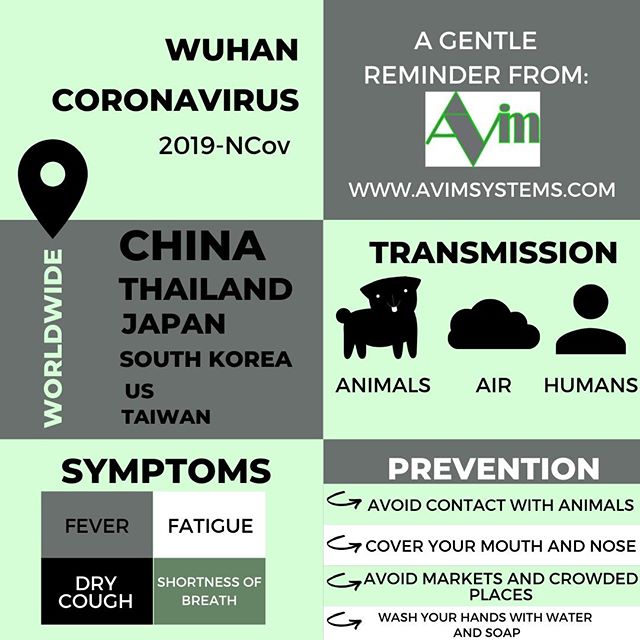 WUHAN
CORONAVIRUS
2019-NCov
A GENTLE
REMINDER FROM:
AVim
WWW.AVIMSYSTEMS.COM
WORLDWIDE
CHINA
THAILAND
JAPAN
SOUTH KOREA
US
TAIWAN
TRANSMISSION
ANIMALS
AIR
HUMANS
SYMPTOMS
FEVER
FATIGUE
DRY
COUGH
SHORTNESS OF
BREATH
PREVENTION
AVOID CONTACT WITH ANIMALS
COVER YOUR MOUTH AND NOSE
AVOID MARKETS AND CROWDED
PLACES
WASH YOUR HANDS WITH WATER
AND SOAP